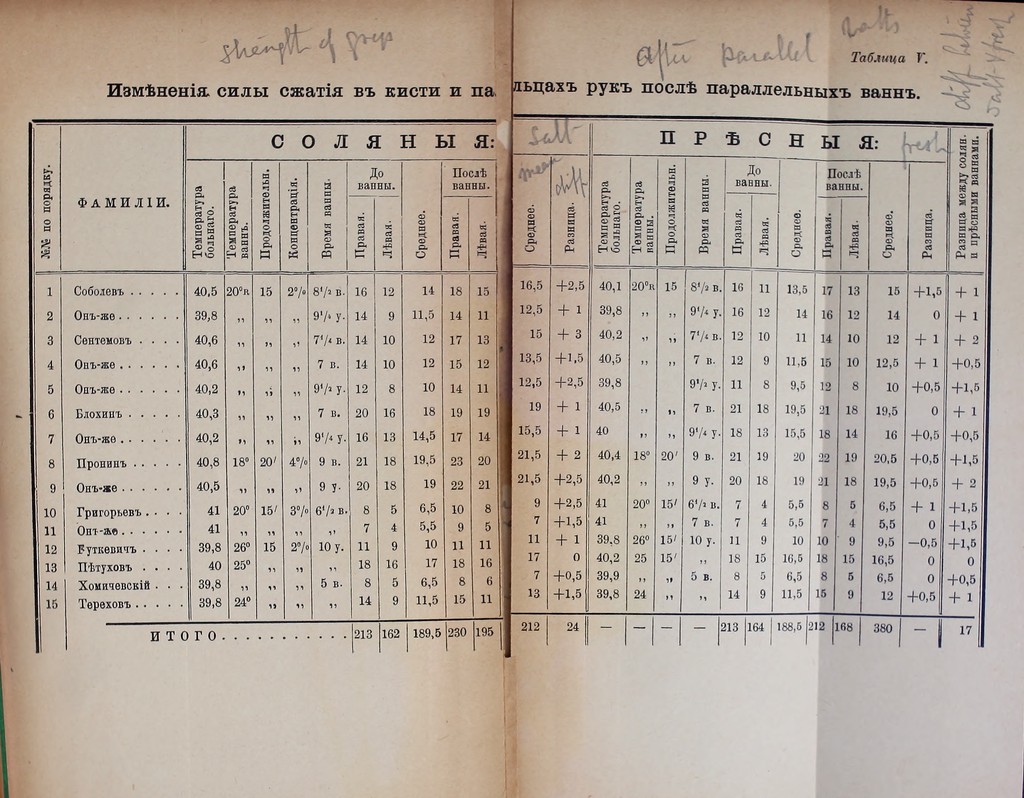 strength of grip
after parallel baths
Таблица V.
diff between salt & fresh
Измѣненія силы сжатія въ кисти и пальцахъ рукъ послѣ параллельныхъ ваннъ.
СОЛЯНЫЯ: salt ПРѢСНЫЯ: fresh
№№ по порядку. ФАМИЛІИ. Температура больнаго. Температура ваннъ. Продолжительн. Концентрація. Время ванны. До ванны. Правая. Лѣвая. Среднее. Послѣ ванны. Правая. Лѣвая. mean Среднее. diff Разница. Температура больнаго. Температура ванны. Продолжительн. Время ванны. До ванны. Правая. Лѣвая. Среднее. Послѣ ванны. Правая. Лѣвая. Среднее. Разница. Разница между солян. и прѣсными ваннами.
1 Соболевъ . . . . . 40,5 20°R 15 2°/о 8¹/₂ в. 16 12 14 18 15 16,5 +2,5 40,1 20°R 15 8¹/₂ в. 16 11 13,5 17 13 15 +1,5 + 1
2 Онъ-же . . . . . . 39,8 „ „ „ 9¹/₄ у. 14 9 11,5 14 11 12,5 + 1 39,8 „ „ 9¹/₄ у. 16 12 14 16 12 14 0 + 1
3 Сентемовъ . . . . 40,6 „ „ „ 7¹/₄ в. 14 10 12 17 13 15 + 3 40,2 „ „ 7¹/₄ в. 12 10 11 14 10 12 + 1 + 2
4 Онъ-же . . . . . . 40,6 „ „ „ 7 в. 14 10 12 15 12 13,5 +1,5 40,5 „ „ 7 в. 12 9 11,5 15 10 12,5 + 1 +0,5
5 Онъ-же . . . . . . 40,2 „ „ „ 9¹/₂ у. 12 8 10 14 11 12,5 +2,5 39,8 9¹/₂ у. 11 8 9,5 12 8 10 +0,5 +1,5
6 Блохинъ . . . . . 40,3 „ „ „ 7 в. 20 16 18 19 19 19 + 1 40,5 „ „ 7 в. 21 18 19,5 21 18 19,5 0 + 1
7 Онъ-же . . . . . . 40,2 „ „ „ 9¹/₄ у. 16 13 14,5 17 14 15,5 + 1 40 „ „ 9¹/₄ у. 18 13 15,5 18 14 16 +0,5 +0,5
8 Пронинъ . . . . . 40,8 18° 20′ 4°/о 9 в. 21 18 19,5 23 20 21,5 + 2 40,4 18° 20′ 9 в. 21 19 20 22 19 20,5 +0,5 +1,5
9 Онъ-же . . . . . . 40,5 „ „ „ 9 у. 20 18 19 22 21 21,5 +2,5 40,2 „ „ 9 у. 20 18 19 21 18 19,5 +0,5 + 2
10 Григорьевъ . . . . 41 20° 15′ 3°/о 6¹/₂ в. 8 5 6,5 10 8 9 +2,5 41 20° 15′ 6¹/₂ в. 7 4 5,5 8 5 6,5 + 1 +1,5
11 Онъ-же . . . . . . 41 „ „ „ „ 7 4 5,5 9 5 7 +1,5 41 „ „ 7 в. 7 4 5,5 7 4 5,5 0 +1,5
12 Буткевичъ . . . . 39,8 26° 15 2°/о 10 у. 11 9 10 11 11 11 + 1 39,8 26° 15′ 10 у. 11 9 10 10 9 9,5 —0,5 +1,5
13 Пѣтуховъ . . . . 40 25° „ „ „ 18 16 17 18 16 17 0 40,2 25 15′ „ 18 15 16,5 18 15 16,5 0 0
14 Хомичевскій . . . 39,8 „ „ „ 5 в. 8 5 6,5 8 6 7 +0,5 39,9 „ „ 5 в. 8 5 6,5 8 5 6,5 0 +0,5
15 Тереховъ . . . . . 39,8 24° „ „ „ 14 9 11,5 15 11 13 +1,5 39,8 24 „ „ 14 9 11,5 15 9 12 +0,5 + 1
ИТОГО . . . . . . . . . . . . 213 162 189,5 230 195 212 24 — — — — 213 164 188,5 212 168 380 — 17